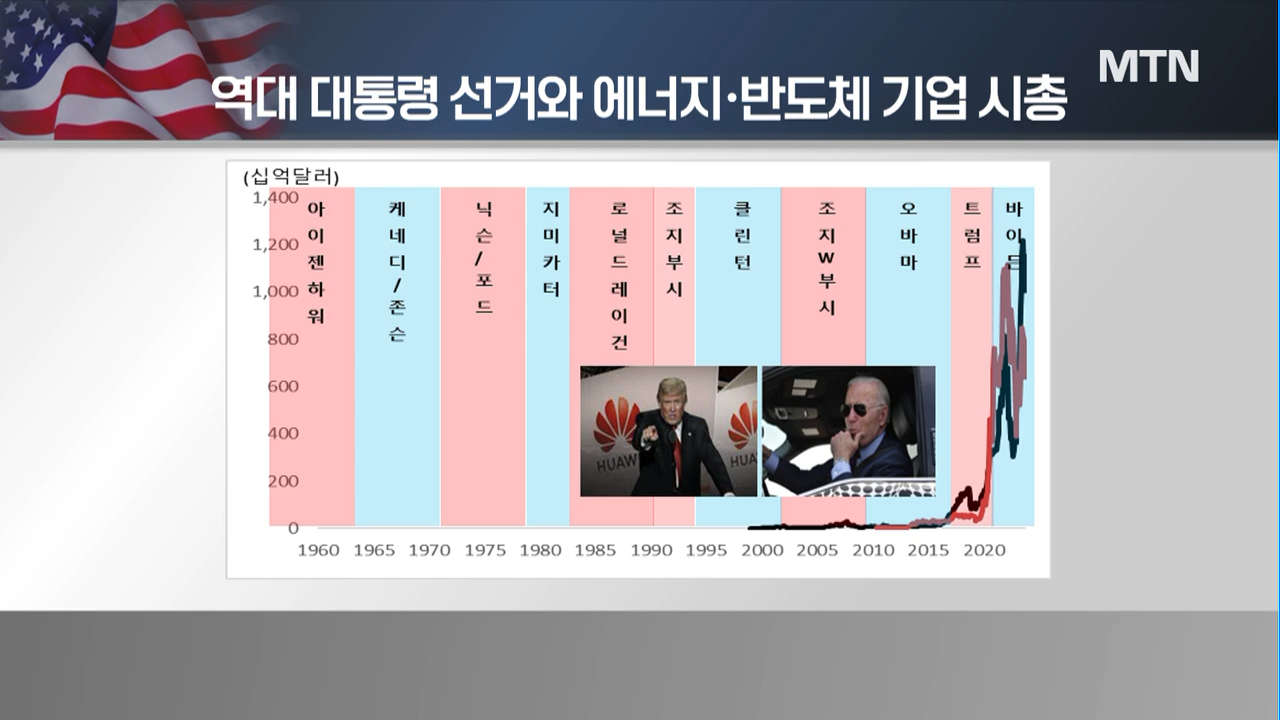 MTN
역대 대통령 선거와 에너지·반도체 기업 시총
(십억달러)
1,400
1,200
1,000
800
600
400
200
0
아이젠하워
케네디/존슨
닉슨/포드
지미카터
로널드레이건
조지부시
클린턴
조지w부시
오바마
트럼프
바이든
HUAW
HUA
1960 1965 1970 1975 1980 1985 1990 1995 2000 2005 2010 2015 2020